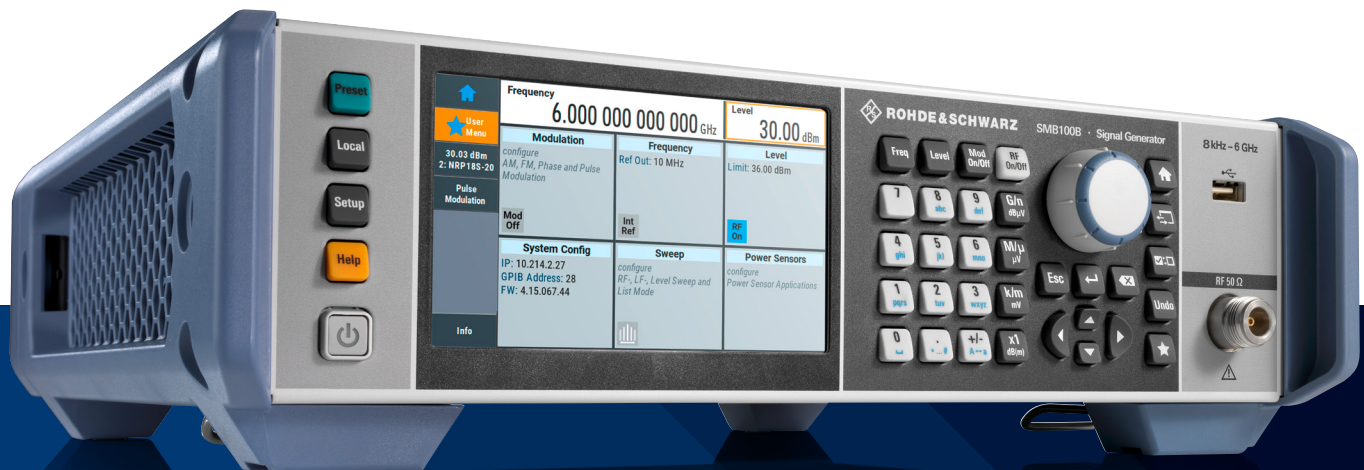 Preset
Local
Setup
Help
User
Menu
30.03 dBm
2: NRP18S-20
Pulse
Modulation
Info
Frequency
6.000 000 000 000 GHz
Level
30.00 dBm
Modulation
configure
AM, FM, Phase and Pulse
Modulation
Mod
Off
Frequency
Ref Out: 10 MHz
Int
Ref
Level
Limit: 36.00 dBm
RF
On
System Config
IP: 10.214.2.27
GPIB Address: 28
FW: 4.15.067.44
Sweep
configure
RF-, LF-, Level Sweep and
List Mode
Power Sensors
configure
Power Sensor Applications
R&S
ROHDE & SCHWARZ
SMB100B · Signal Generator
Freq
Level
Mod
On/Off
RF
On/Off
7
8
abc
9
def
G/n
dBµV
4
ghi
5
jkl
6
mno
M/µ
µV
1
pqrs
2
tuv
3
wxyz
k/m
mV
0
.
*...#
+/-
A↔a
x1
dB(m)
Esc
Undo
8 kHz – 6 GHz
RF 50 Ω